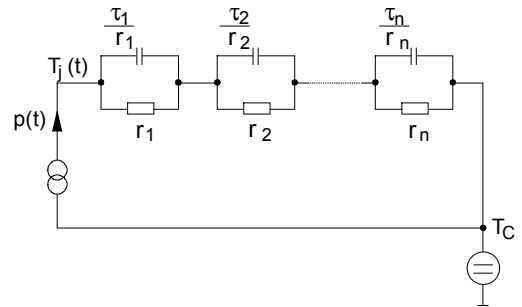 τ1/r1 τ2/r2 τn/rn
Tj(t)
r1 r2 rn
p(t)
TC